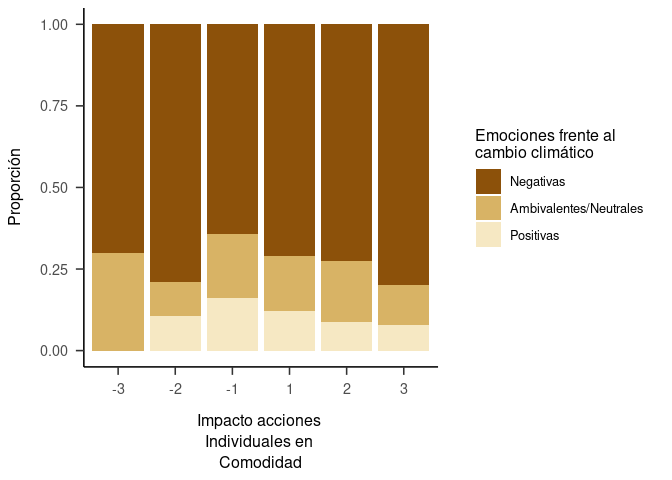 1.00
0.75
0.50
0.25
0.00
Proporción
-3 -2 -1 1 2 3
Impacto acciones
Individuales en
Comodidad
Emociones frente al
cambio climático
Negativas
Ambivalentes/Neutrales
Positivas